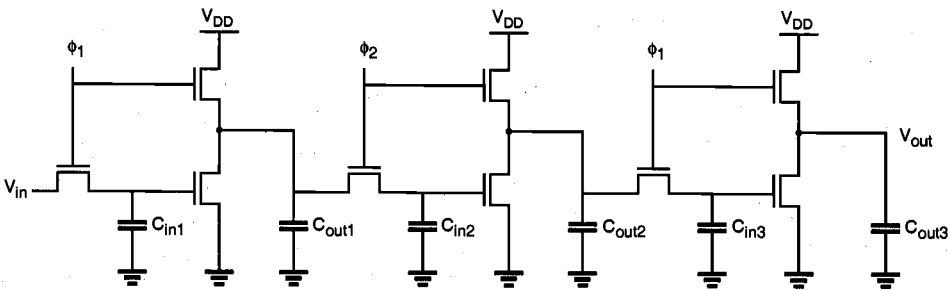 V_DD
V_DD
V_DD
ϕ₁
ϕ₂
ϕ₁
V_out
V_in
C_in1
C_out1
C_in2
C_out2
C_in3
C_out3